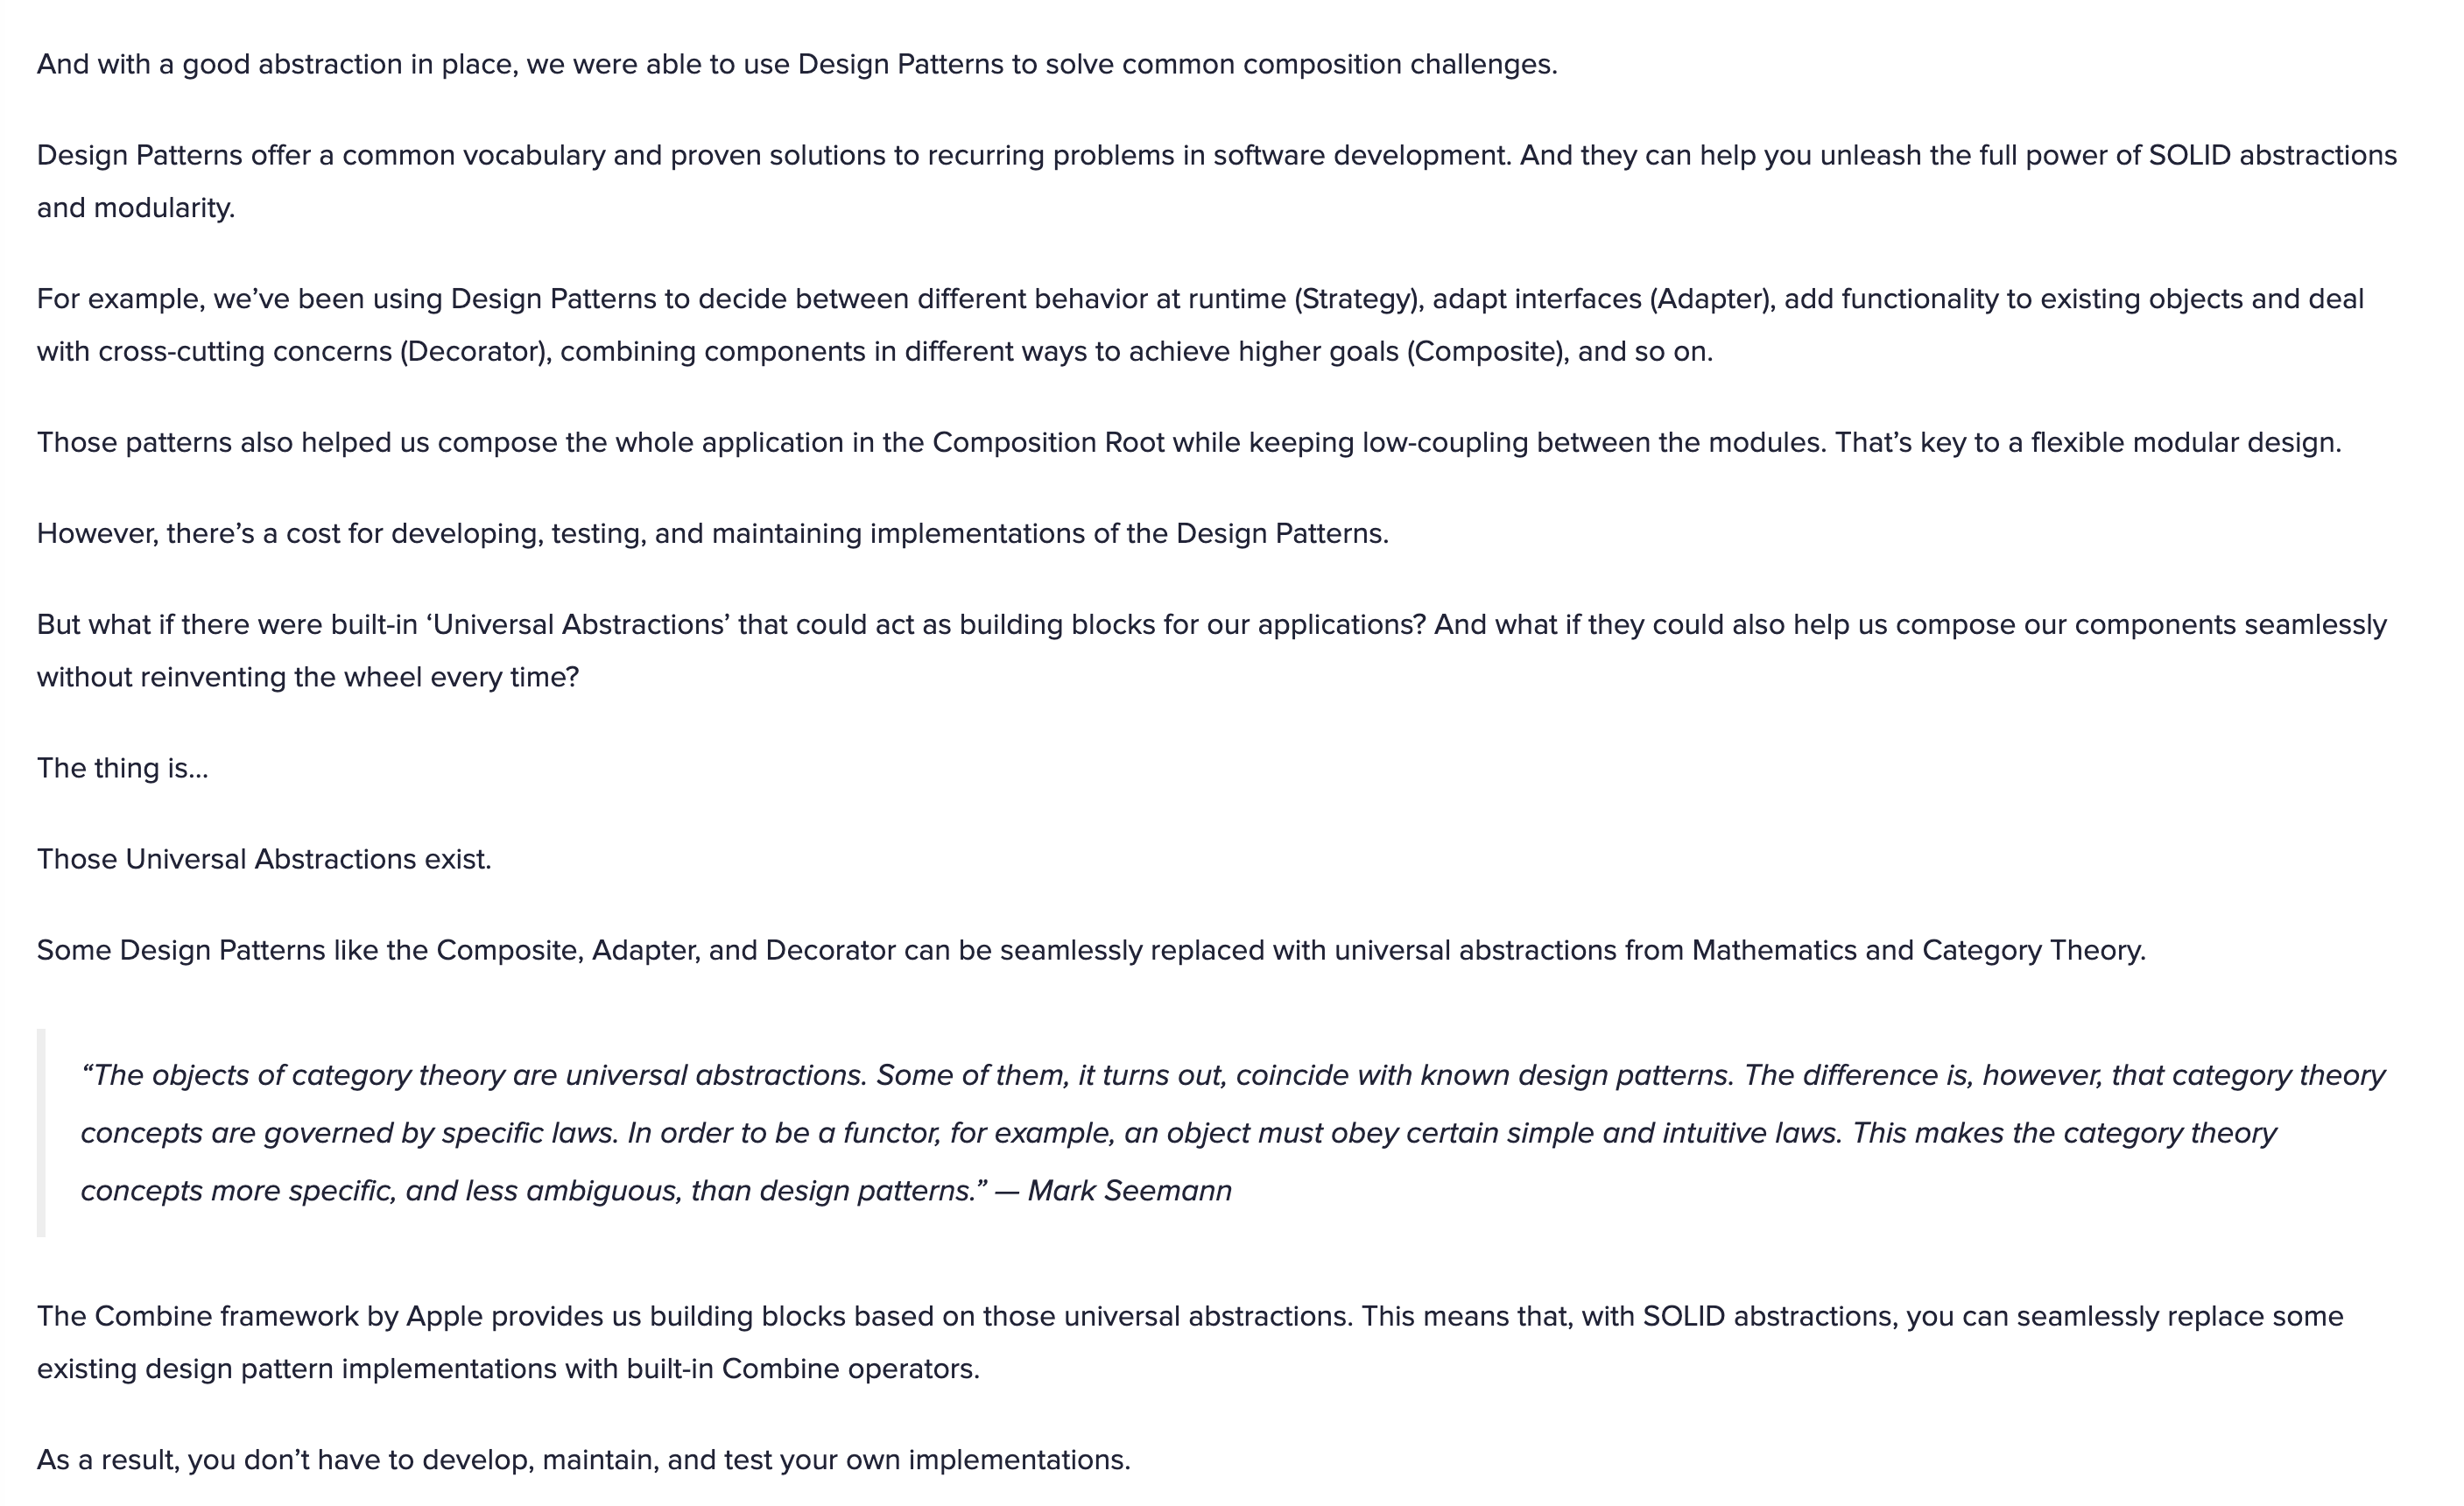 And with a good abstraction in place, we were able to use Design Patterns to solve common composition challenges.
Design Patterns offer a common vocabulary and proven solutions to recurring problems in software development. And they can help you unleash the full power of SOLID abstractions
and modularity.
For example, we’ve been using Design Patterns to decide between different behavior at runtime (Strategy), adapt interfaces (Adapter), add functionality to existing objects and deal
with cross-cutting concerns (Decorator), combining components in different ways to achieve higher goals (Composite), and so on.
Those patterns also helped us compose the whole application in the Composition Root while keeping low-coupling between the modules. That’s key to a flexible modular design.
However, there’s a cost for developing, testing, and maintaining implementations of the Design Patterns.
But what if there were built-in ‘Universal Abstractions’ that could act as building blocks for our applications? And what if they could also help us compose our components seamlessly
without reinventing the wheel every time?
The thing is…
Those Universal Abstractions exist.
Some Design Patterns like the Composite, Adapter, and Decorator can be seamlessly replaced with universal abstractions from Mathematics and Category Theory.
“The objects of category theory are universal abstractions. Some of them, it turns out, coincide with known design patterns. The difference is, however, that category theory
concepts are governed by specific laws. In order to be a functor, for example, an object must obey certain simple and intuitive laws. This makes the category theory
concepts more specific, and less ambiguous, than design patterns.” — Mark Seemann
The Combine framework by Apple provides us building blocks based on those universal abstractions. This means that, with SOLID abstractions, you can seamlessly replace some
existing design pattern implementations with built-in Combine operators.
As a result, you don’t have to develop, maintain, and test your own implementations.